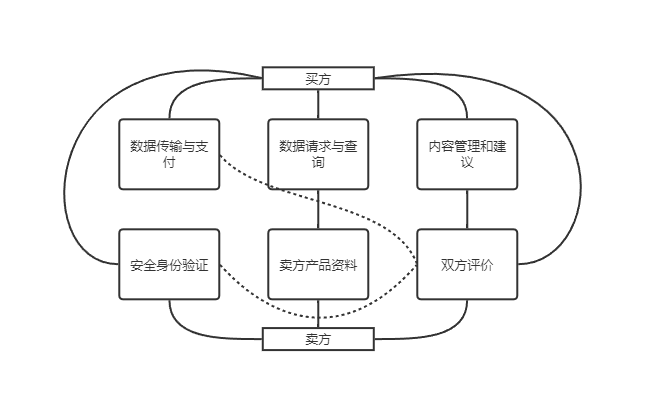 买方
数据传输与支
付
数据请求与查
询
内容管理和建
议
安全身份验证
卖方产品资料
双方评价
卖方